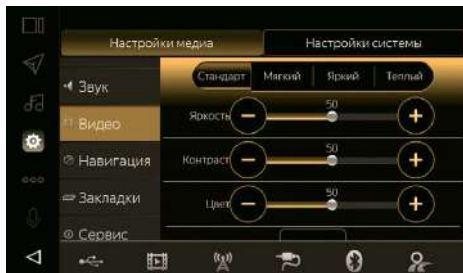 Настройки медиа
Настройки системы
Стандарт Мягкий Яркий Теплый
Звук
Видео
Навигация
Закладки
Сервис
Яркость
50
Контраст
50
Цвет
50